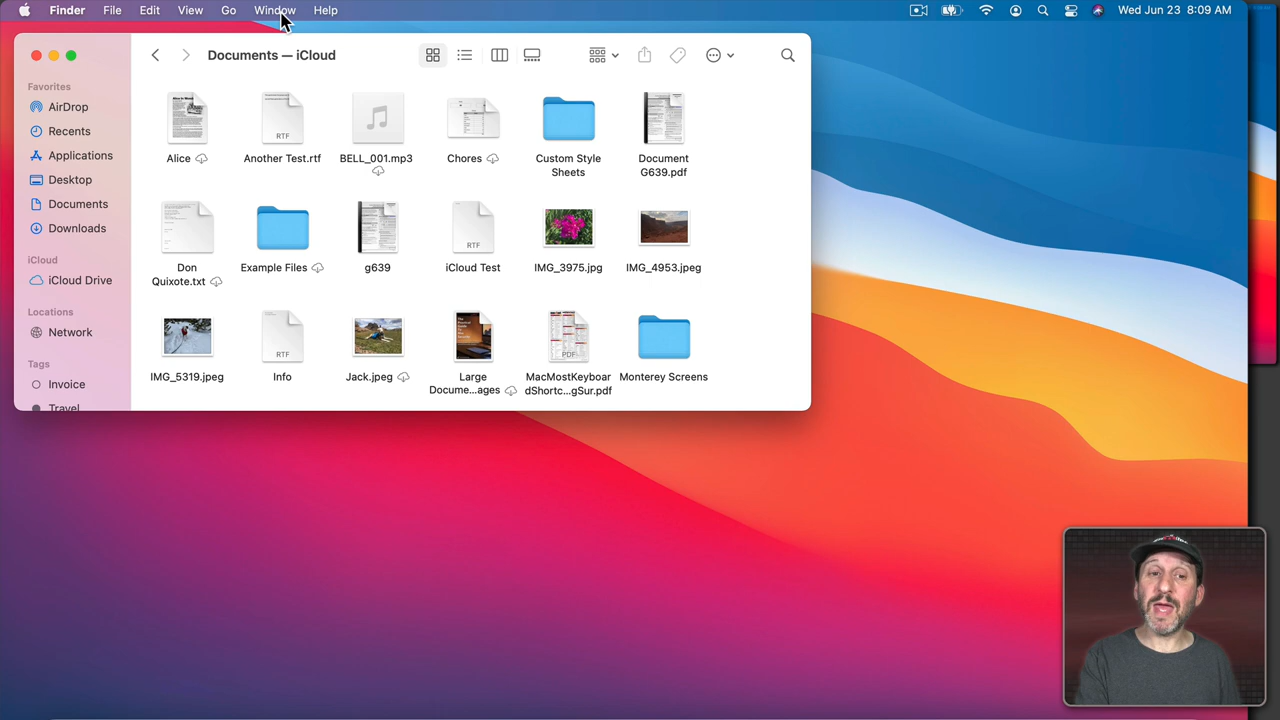 Finder File Edit View Go Window Help Wed Jun 23 8:09 AM
Documents — iCloud
Favorites
AirDrop
Recents
Applications
Desktop
Documents
Downloads
iCloud
iCloud Drive
Locations
Network
Tags
Invoice
Travel
RTF
Alice Another Test.rtf BELL_001.mp3 Chores Custom Style Document
Sheets G639.pdf
RTF
Don Example Files g639 iCloud Test IMG_3975.jpg IMG_4953.jpeg
Quixote.txt
RTF PDF
IMG_5319.jpeg Info Jack.jpeg Large MacMostKeyboar Monterey Screens
Docume...ages dShortc...gSur.pdf